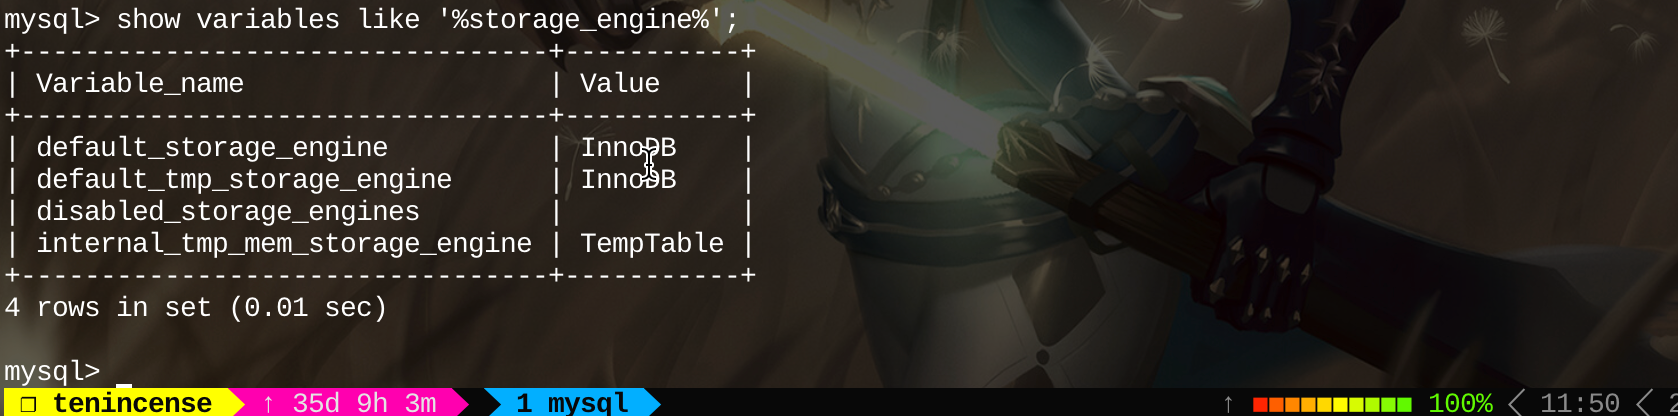 mysql> show variables like '%storage_engine%';
+---------------------------------+-----------+
| Variable_name                   | Value     |
+---------------------------------+-----------+
| default_storage_engine          | InnoDB    |
| default_tmp_storage_engine      | InnoDB    |
| disabled_storage_engines        |           |
| internal_tmp_mem_storage_engine | TempTable |
+---------------------------------+-----------+
4 rows in set (0.01 sec)

mysql>
❐ tenincense ↑ 35d 9h 3m 1 mysql ↑ 100% 11:50